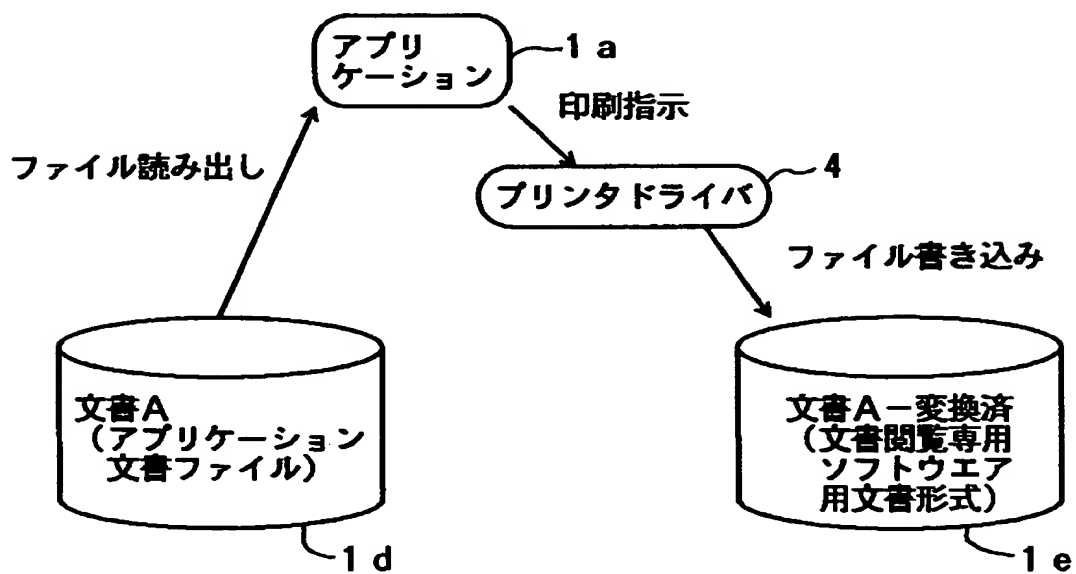 アプリ
ケーション
1a
印刷指示
ファイル読み出し
プリンタドライバ
4
ファイル書き込み
文書A
(アプリケーション
文書ファイル)
1d
文書A-変換済
(文書閲覧専用
ソフトウエア
用文書形式)
1e